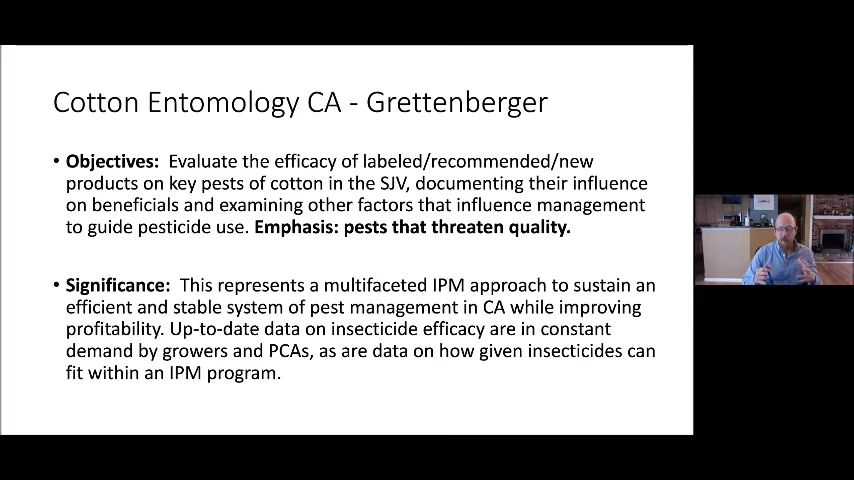 Cotton Entomology CA - Grettenberger
• Objectives: Evaluate the efficacy of labeled/recommended/new
products on key pests of cotton in the SJV, documenting their influence
on beneficials and examining other factors that influence management
to guide pesticide use. Emphasis: pests that threaten quality.
• Significance: This represents a multifaceted IPM approach to sustain an
efficient and stable system of pest management in CA while improving
profitability. Up-to-date data on insecticide efficacy are in constant
demand by growers and PCAs, as are data on how given insecticides can
fit within an IPM program.